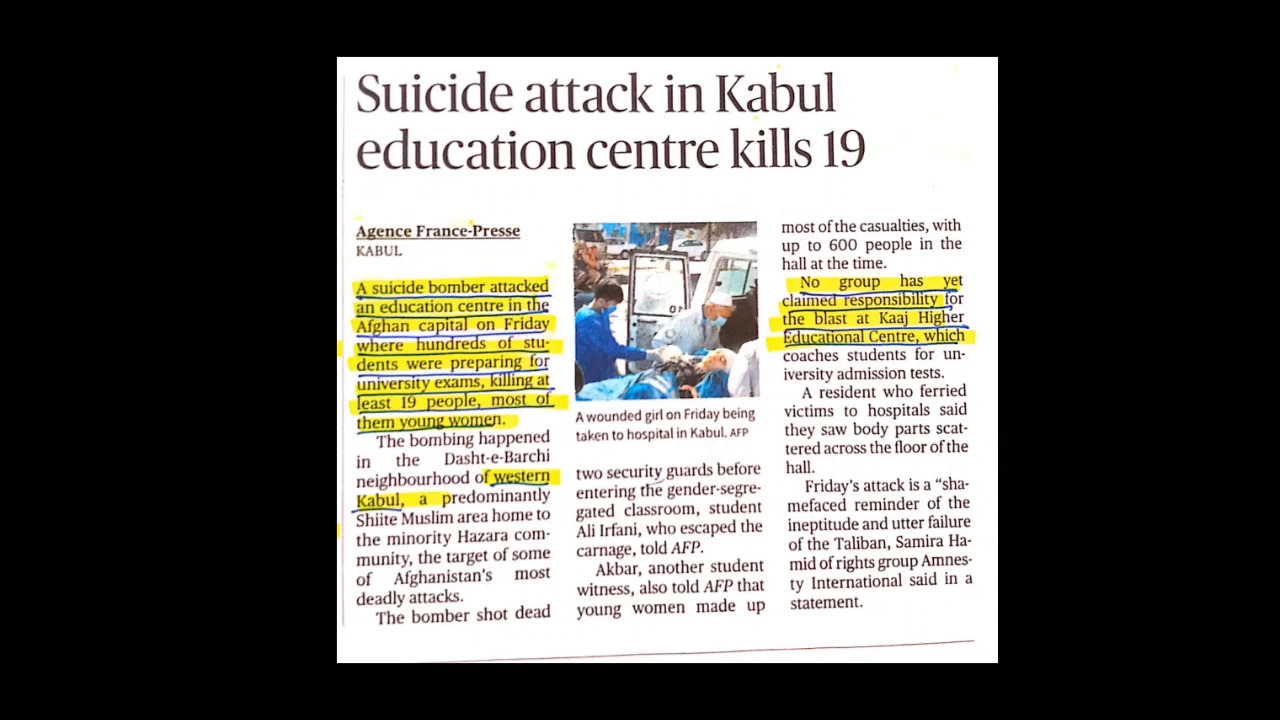 Suicide attack in Kabul
education centre kills 19
Agence France-Presse
KABUL
A suicide bomber attacked
an education centre in the
Afghan capital on Friday
where hundreds of stu-
dents were preparing for
university exams, killing at
least 19 people, most of
them young women.
The bombing happened
in the Dasht-e-Barchi
neighbourhood of western
Kabul, a predominantly
Shiite Muslim area home to
the minority Hazara com-
munity, the target of some
of Afghanistan's most
deadly attacks.
The bomber shot dead
A wounded girl on Friday being
taken to hospital in Kabul. AFP
two security guards before
entering the gender-segre-
gated classroom, student
Ali Irfani, who escaped the
carnage, told AFP.
Akbar, another student
witness, also told AFP that
young women made up
most of the casualties, with
up to 600 people in the
hall at the time.
No group has yet
claimed responsibility for
the blast at Kaaj Higher
Educational Centre, which
coaches students for un-
iversity admission tests.
A resident who ferried
victims to hospitals said
they saw body parts scat-
tered across the floor of the
hall.
Friday's attack is a “sha-
mefaced reminder of the
ineptitude and utter failure
of the Taliban, Samira Ha-
mid of rights group Amnes-
ty International said in a
statement.